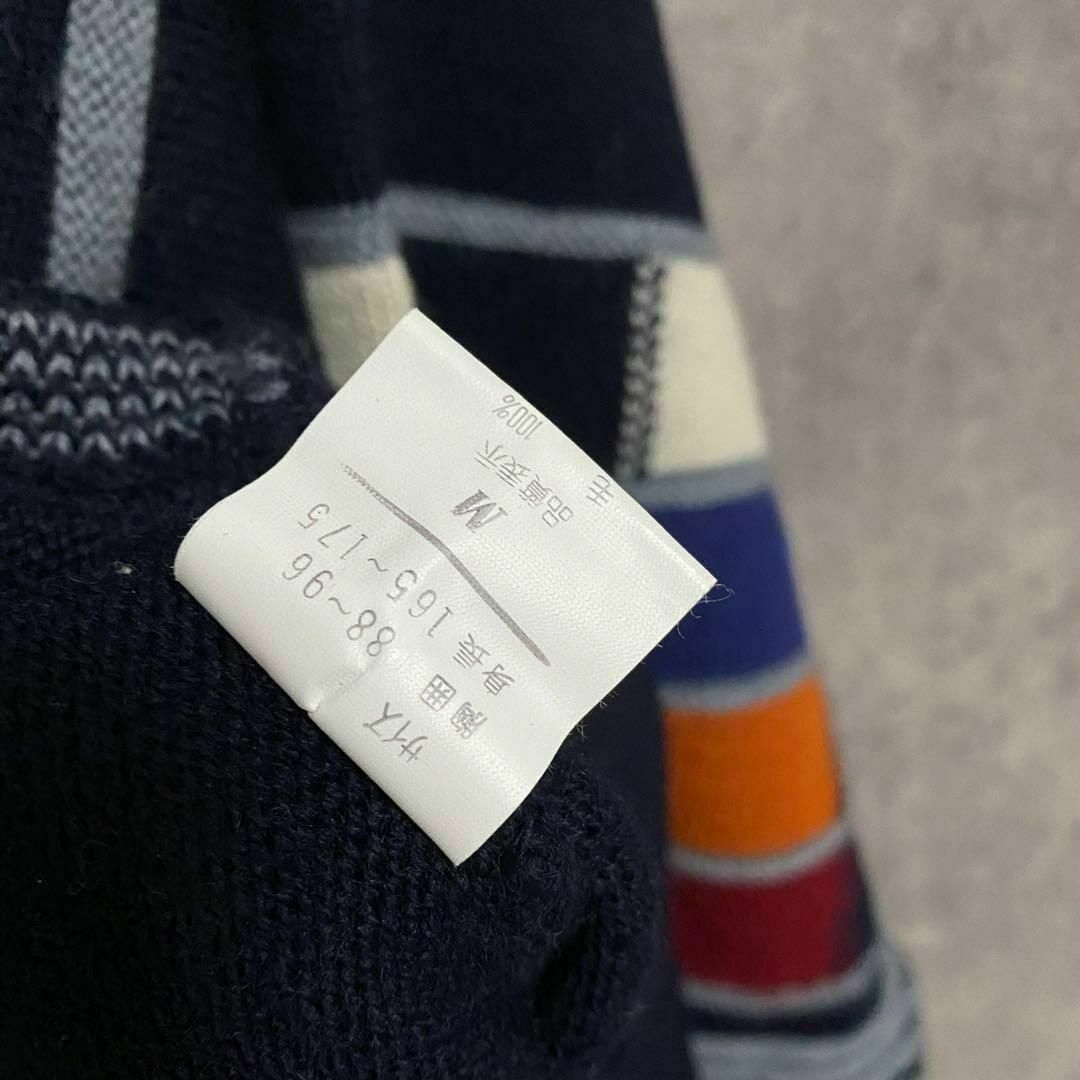 サイズ
胸囲 88~96
身長 165~175
M
品質表示
毛 100%